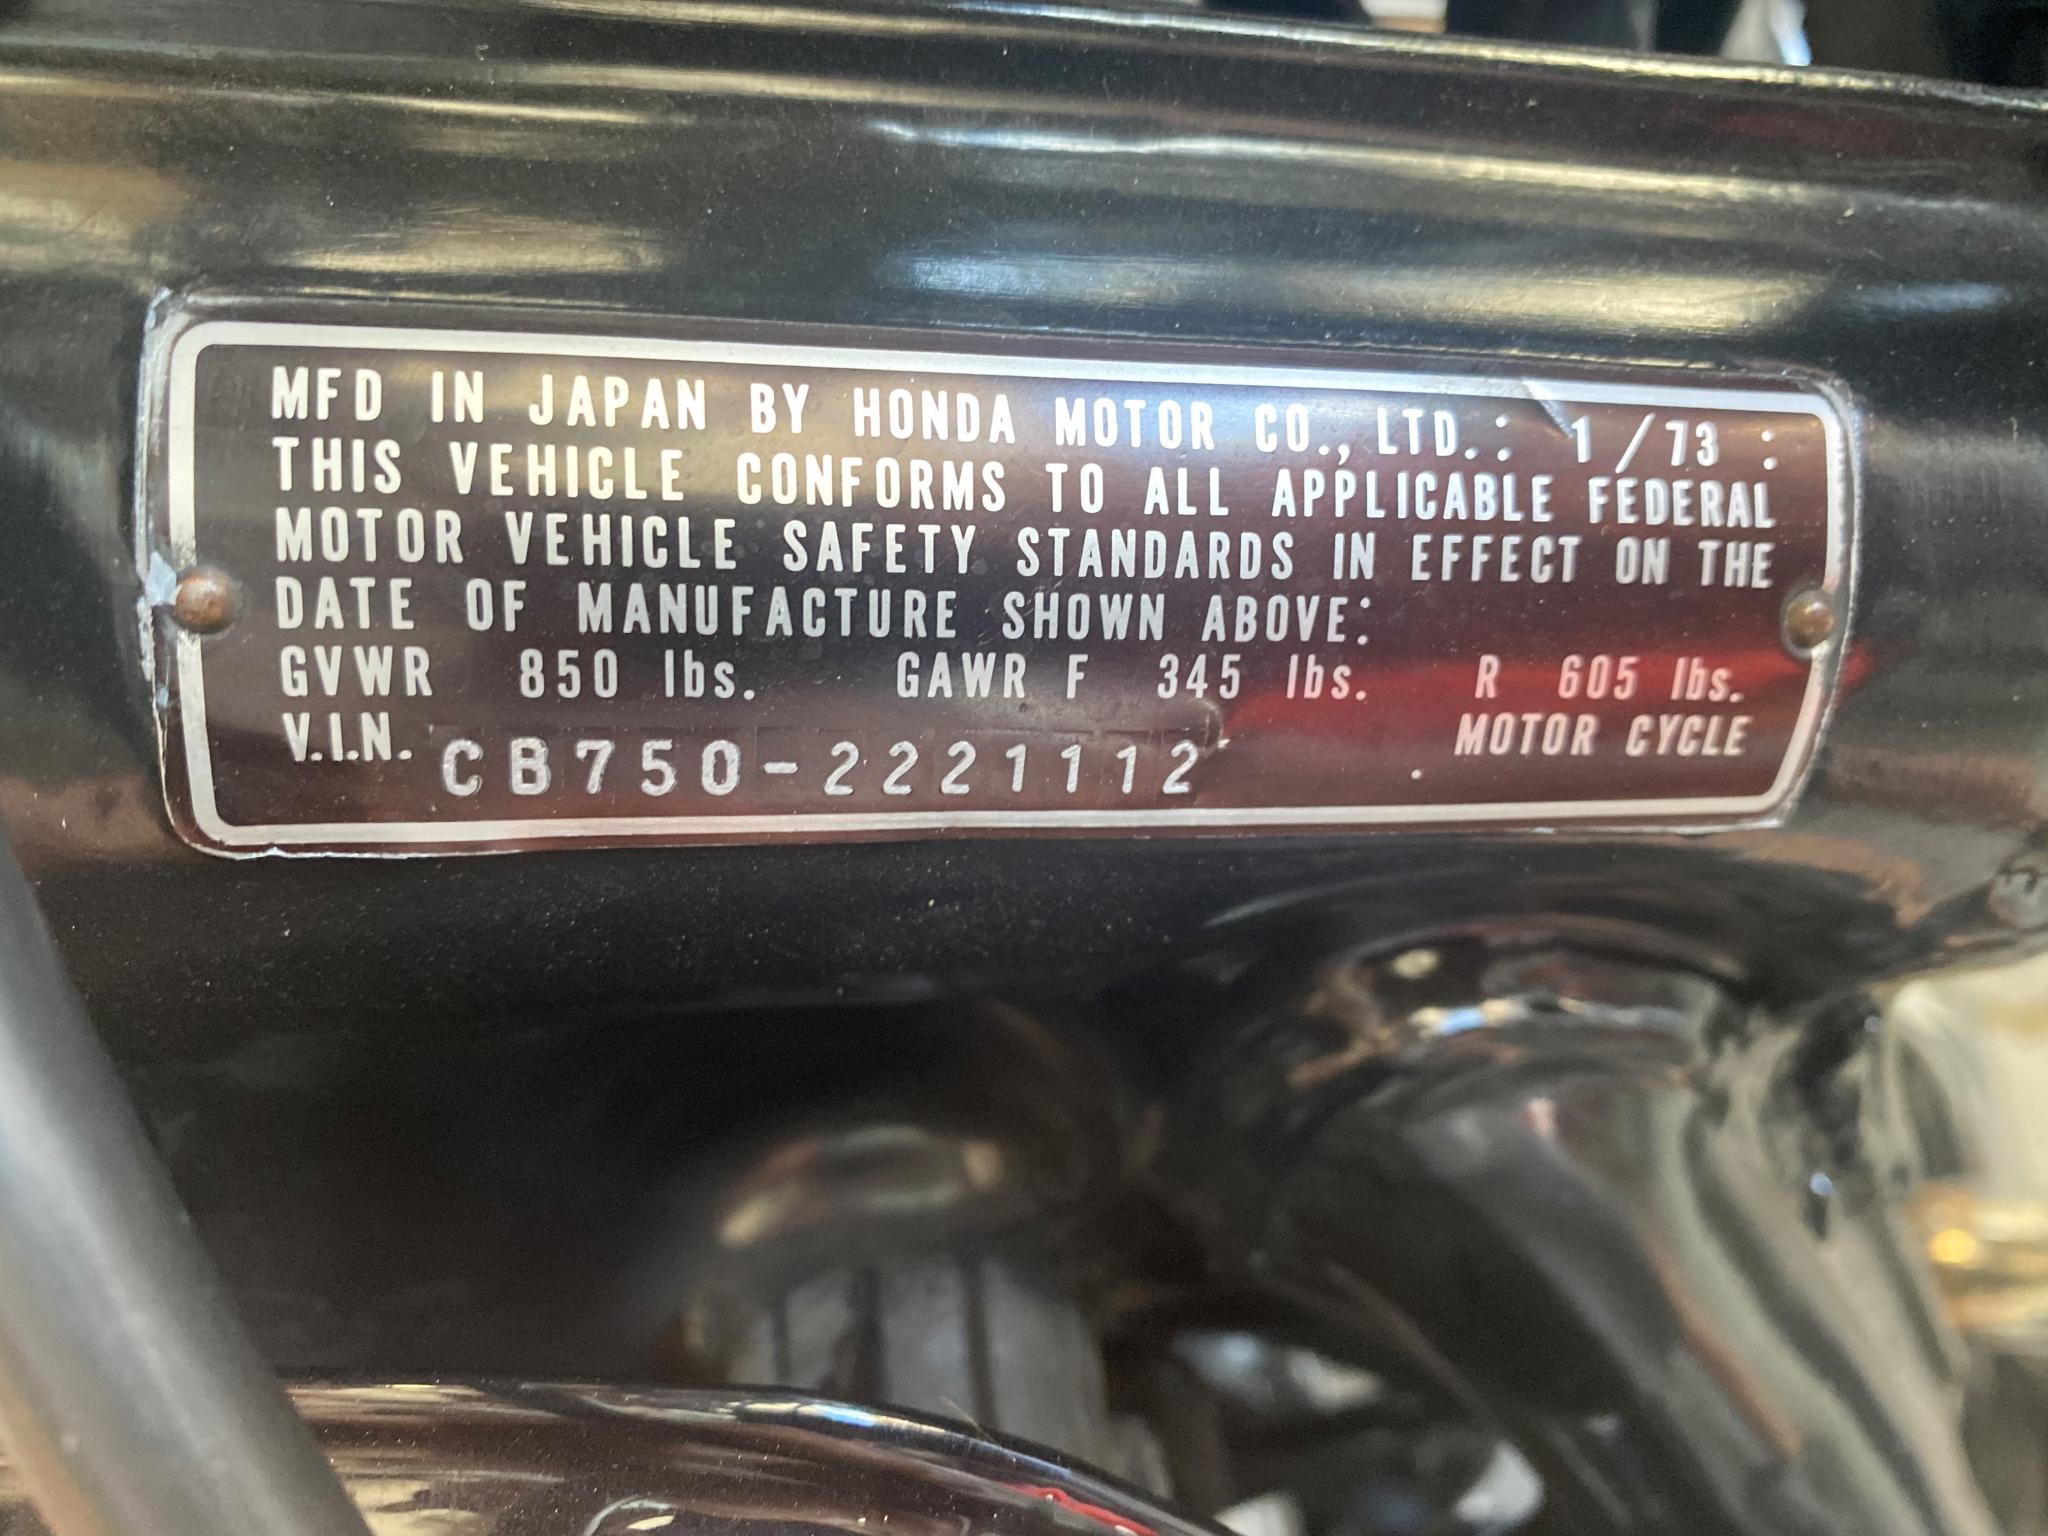 MFD IN JAPAN BY HONDA MOTOR CO., LTD.: 1 / 73 :
THIS VEHICLE CONFORMS TO ALL APPLICABLE FEDERAL
MOTOR VEHICLE SAFETY STANDARDS IN EFFECT ON THE
DATE OF MANUFACTURE SHOWN ABOVE:
GVWR 850 lbs. GAWR F 345 lbs. R 605 lbs.
V.I.N. CB750-2221112 MOTOR CYCLE